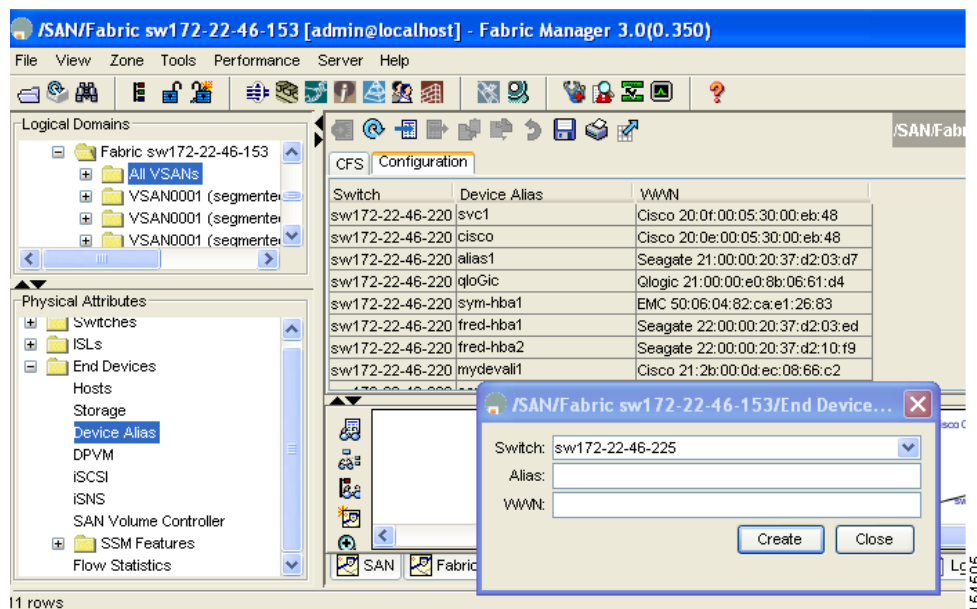 /SAN/Fabric sw172-22-46-153 [admin@localhost] - Fabric Manager 3.0(0.350)
File View Zone Tools Performance Server Help
Logical Domains
Fabric sw172-22-46-153
All VSANs
VSAN0001 (segmente
VSAN0001 (segmente
VSAN0001 (segmente
Physical Attributes
Switches
ISLs
End Devices
Hosts
Storage
Device Alias
DPVM
iSCSI
iSNS
SAN Volume Controller
SSM Features
Flow Statistics
/SAN/Fabri
CFS Configuration
Switch Device Alias WWN
sw172-22-46-220 svc1 Cisco 20:0f:00:05:30:00:eb:48
sw172-22-46-220 cisco Cisco 20:0e:00:05:30:00:eb:48
sw172-22-46-220 alias1 Seagate 21:00:00:20:37:d2:03:d7
sw172-22-46-220 qloGic Qlogic 21:00:00:e0:8b:06:61:d4
sw172-22-46-220 sym-hba1 EMC 50:06:04:82:ca:e1:26:83
sw172-22-46-220 fred-hba1 Seagate 22:00:00:20:37:d2:03:ed
sw172-22-46-220 fred-hba2 Seagate 22:00:00:20:37:d2:10:f9
sw172-22-46-220 mydevali1 Cisco 21:2b:00:0d:ec:08:66:c2
/SAN/Fabric sw172-22-46-153/End Device...
Switch: sw172-22-46-225
Alias:
WWN:
Create Close
isco C
sw
SAN Fabric
11 rows